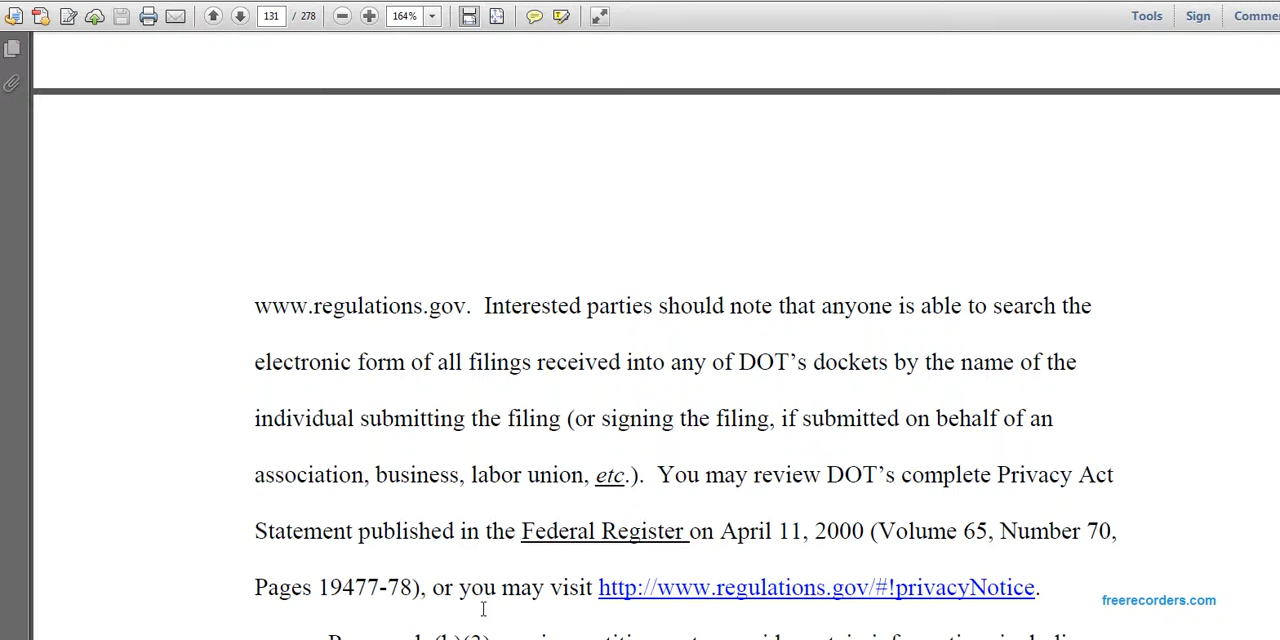 131 / 278 164% Tools Sign
www.regulations.gov. Interested parties should note that anyone is able to search the
electronic form of all filings received into any of DOT’s dockets by the name of the
individual submitting the filing (or signing the filing, if submitted on behalf of an
association, business, labor union, etc.). You may review DOT’s complete Privacy Act
Statement published in the Federal Register on April 11, 2000 (Volume 65, Number 70,
Pages 19477-78), or you may visit http://www.regulations.gov/#!privacyNotice.
freerecorders.com